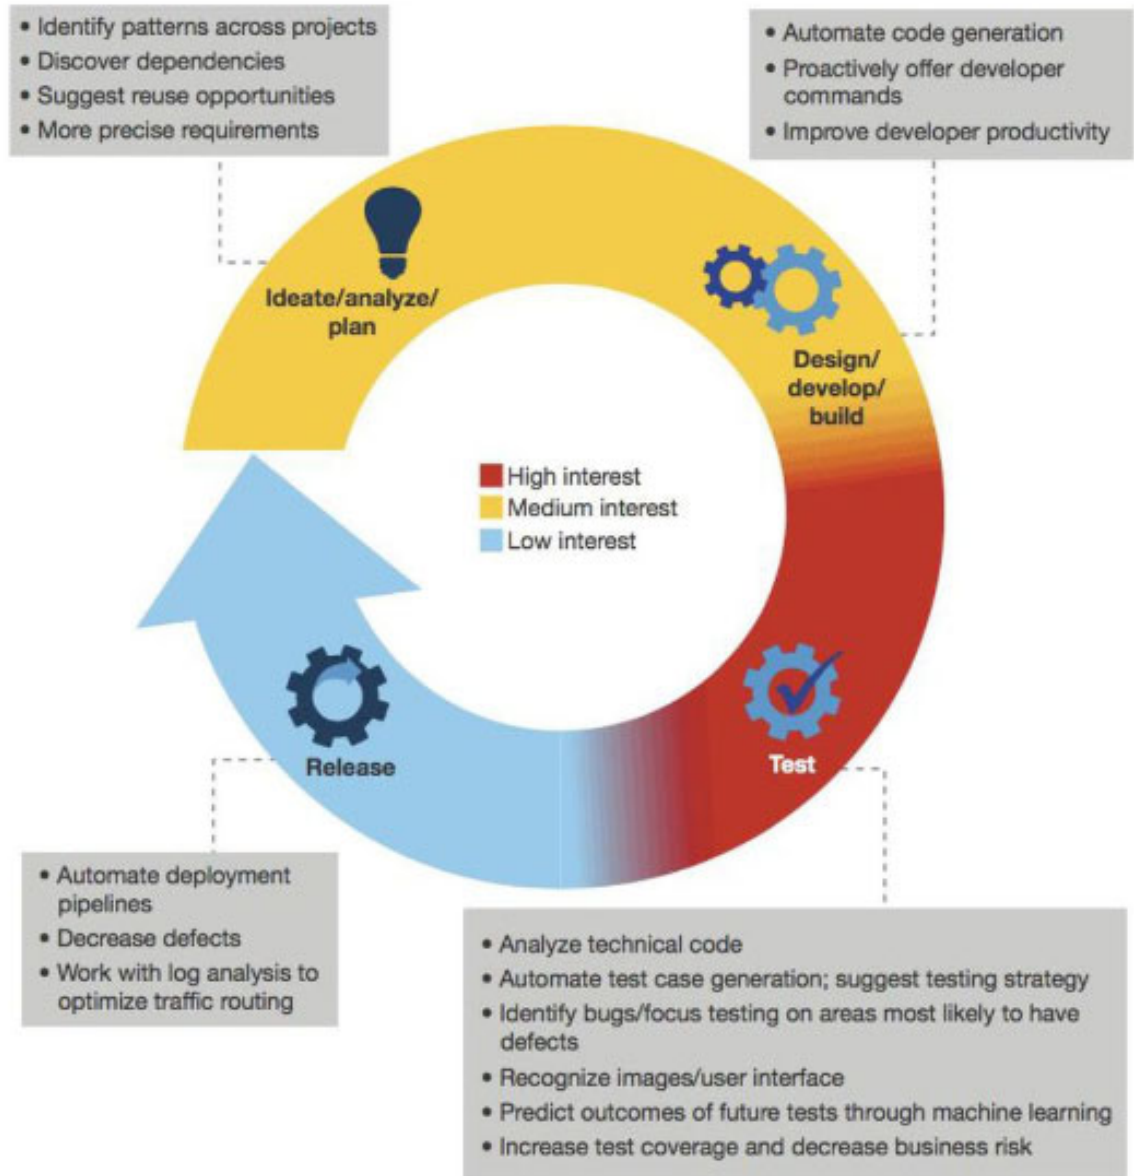 • Identify patterns across projects
• Discover dependencies
• Suggest reuse opportunities
• More precise requirements
• Automate code generation
• Proactively offer developer
commands
• Improve developer productivity
Ideate/analyze/
plan
Design/
develop/
build
High interest
Medium interest
Low interest
Test
Release
• Automate deployment
pipelines
• Decrease defects
• Work with log analysis to
optimize traffic routing
• Analyze technical code
• Automate test case generation; suggest testing strategy
• Identify bugs/focus testing on areas most likely to have
defects
• Recognize images/user interface
• Predict outcomes of future tests through machine learning
• Increase test coverage and decrease business risk